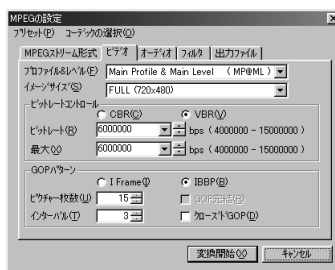 MPEGの設定
プリセット(P) コーデックの選択(O)
MPEGストリーム形式 ビデオ オーディオ フィルタ 出力ファイル
プロファイル&レベル(F) Main Profile & Main Level (MP@ML)
イメージサイズ(S) FULL (720x480)
ビットレートコントロール
CBR(C) VBR(V)
ビットレート(R) 6000000 bps (4000000 - 15000000)
最大(X) 6000000 bps (4000000 - 15000000)
GOPパターン
I Frame(I) IBBP(B)
ピクチャー枚数(U) 15 GOP完結(E)
インターバル(T) 3 クローズドGOP(D)
変換開始(X) キャンセル